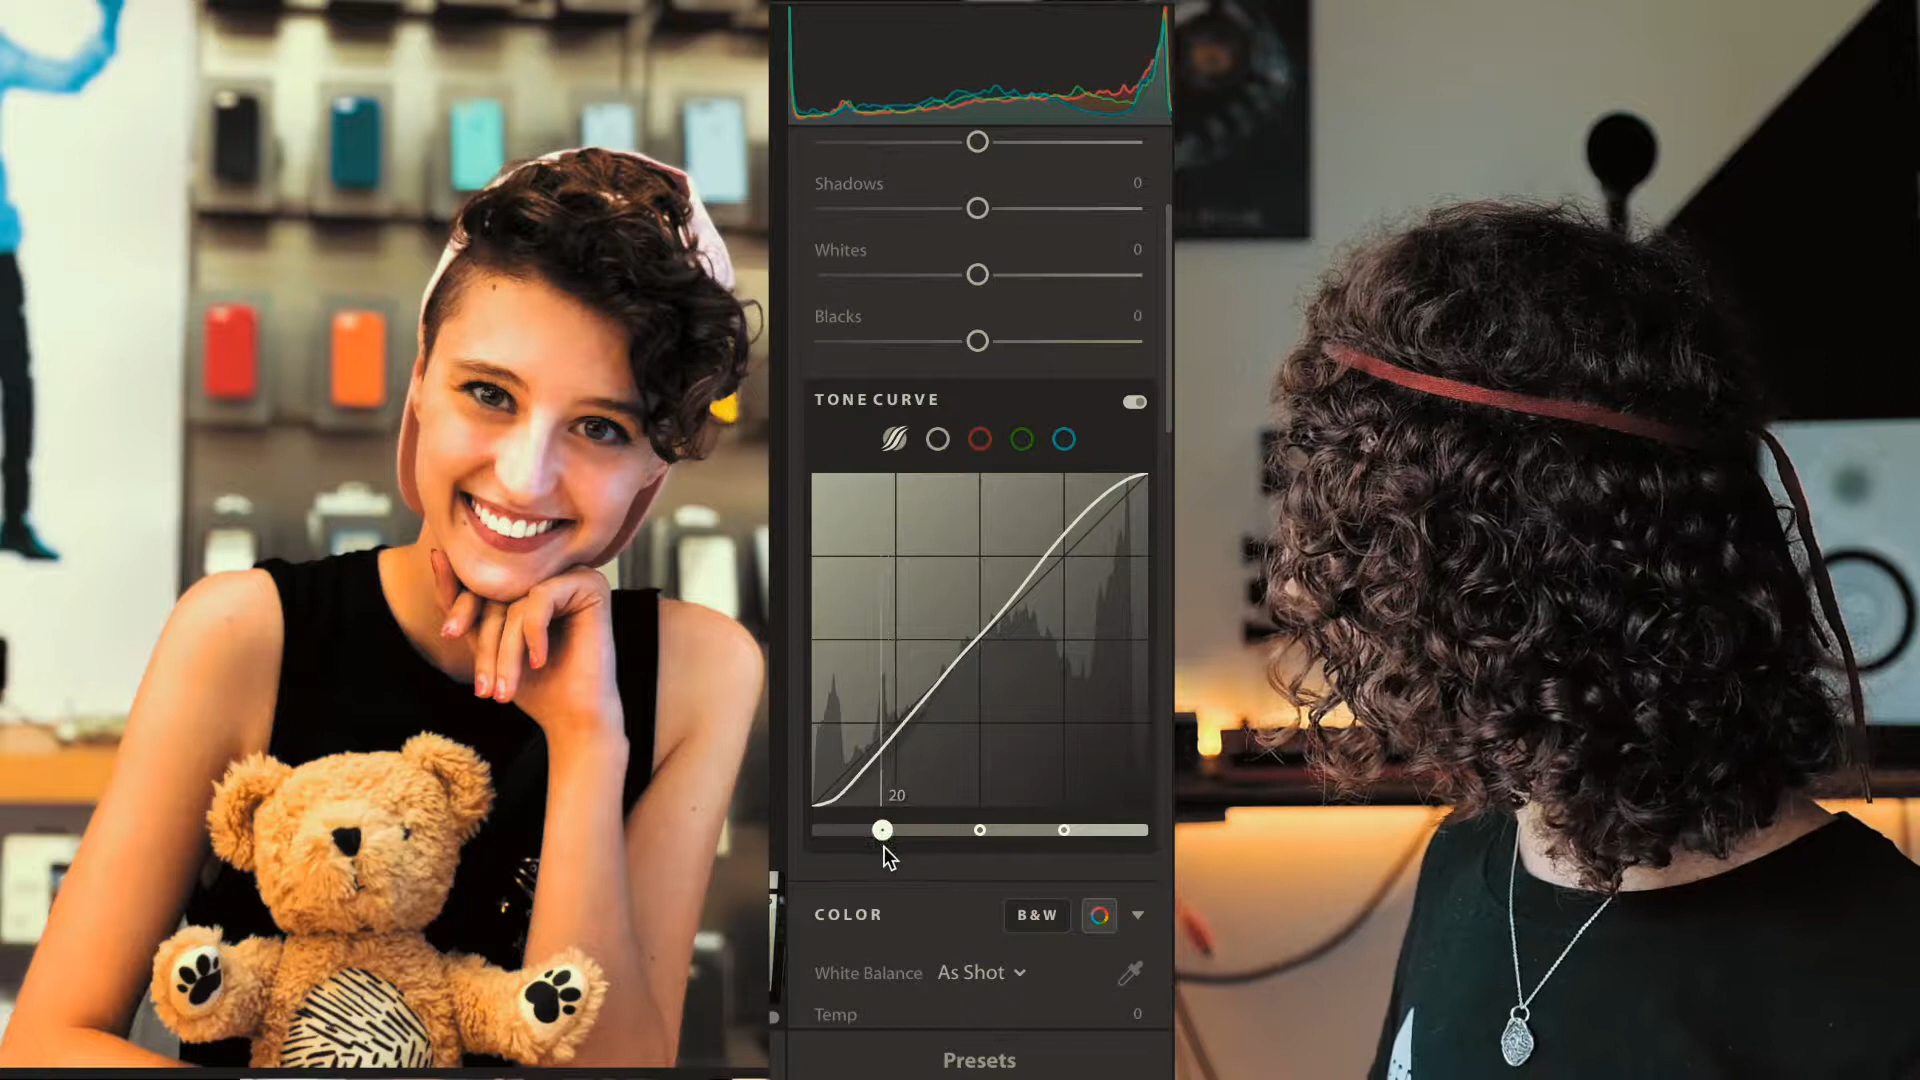 Shadows 0
Whites 0
Blacks 0
TONE CURVE
20
COLOR B&W
White Balance As Shot
Temp 0
Presets